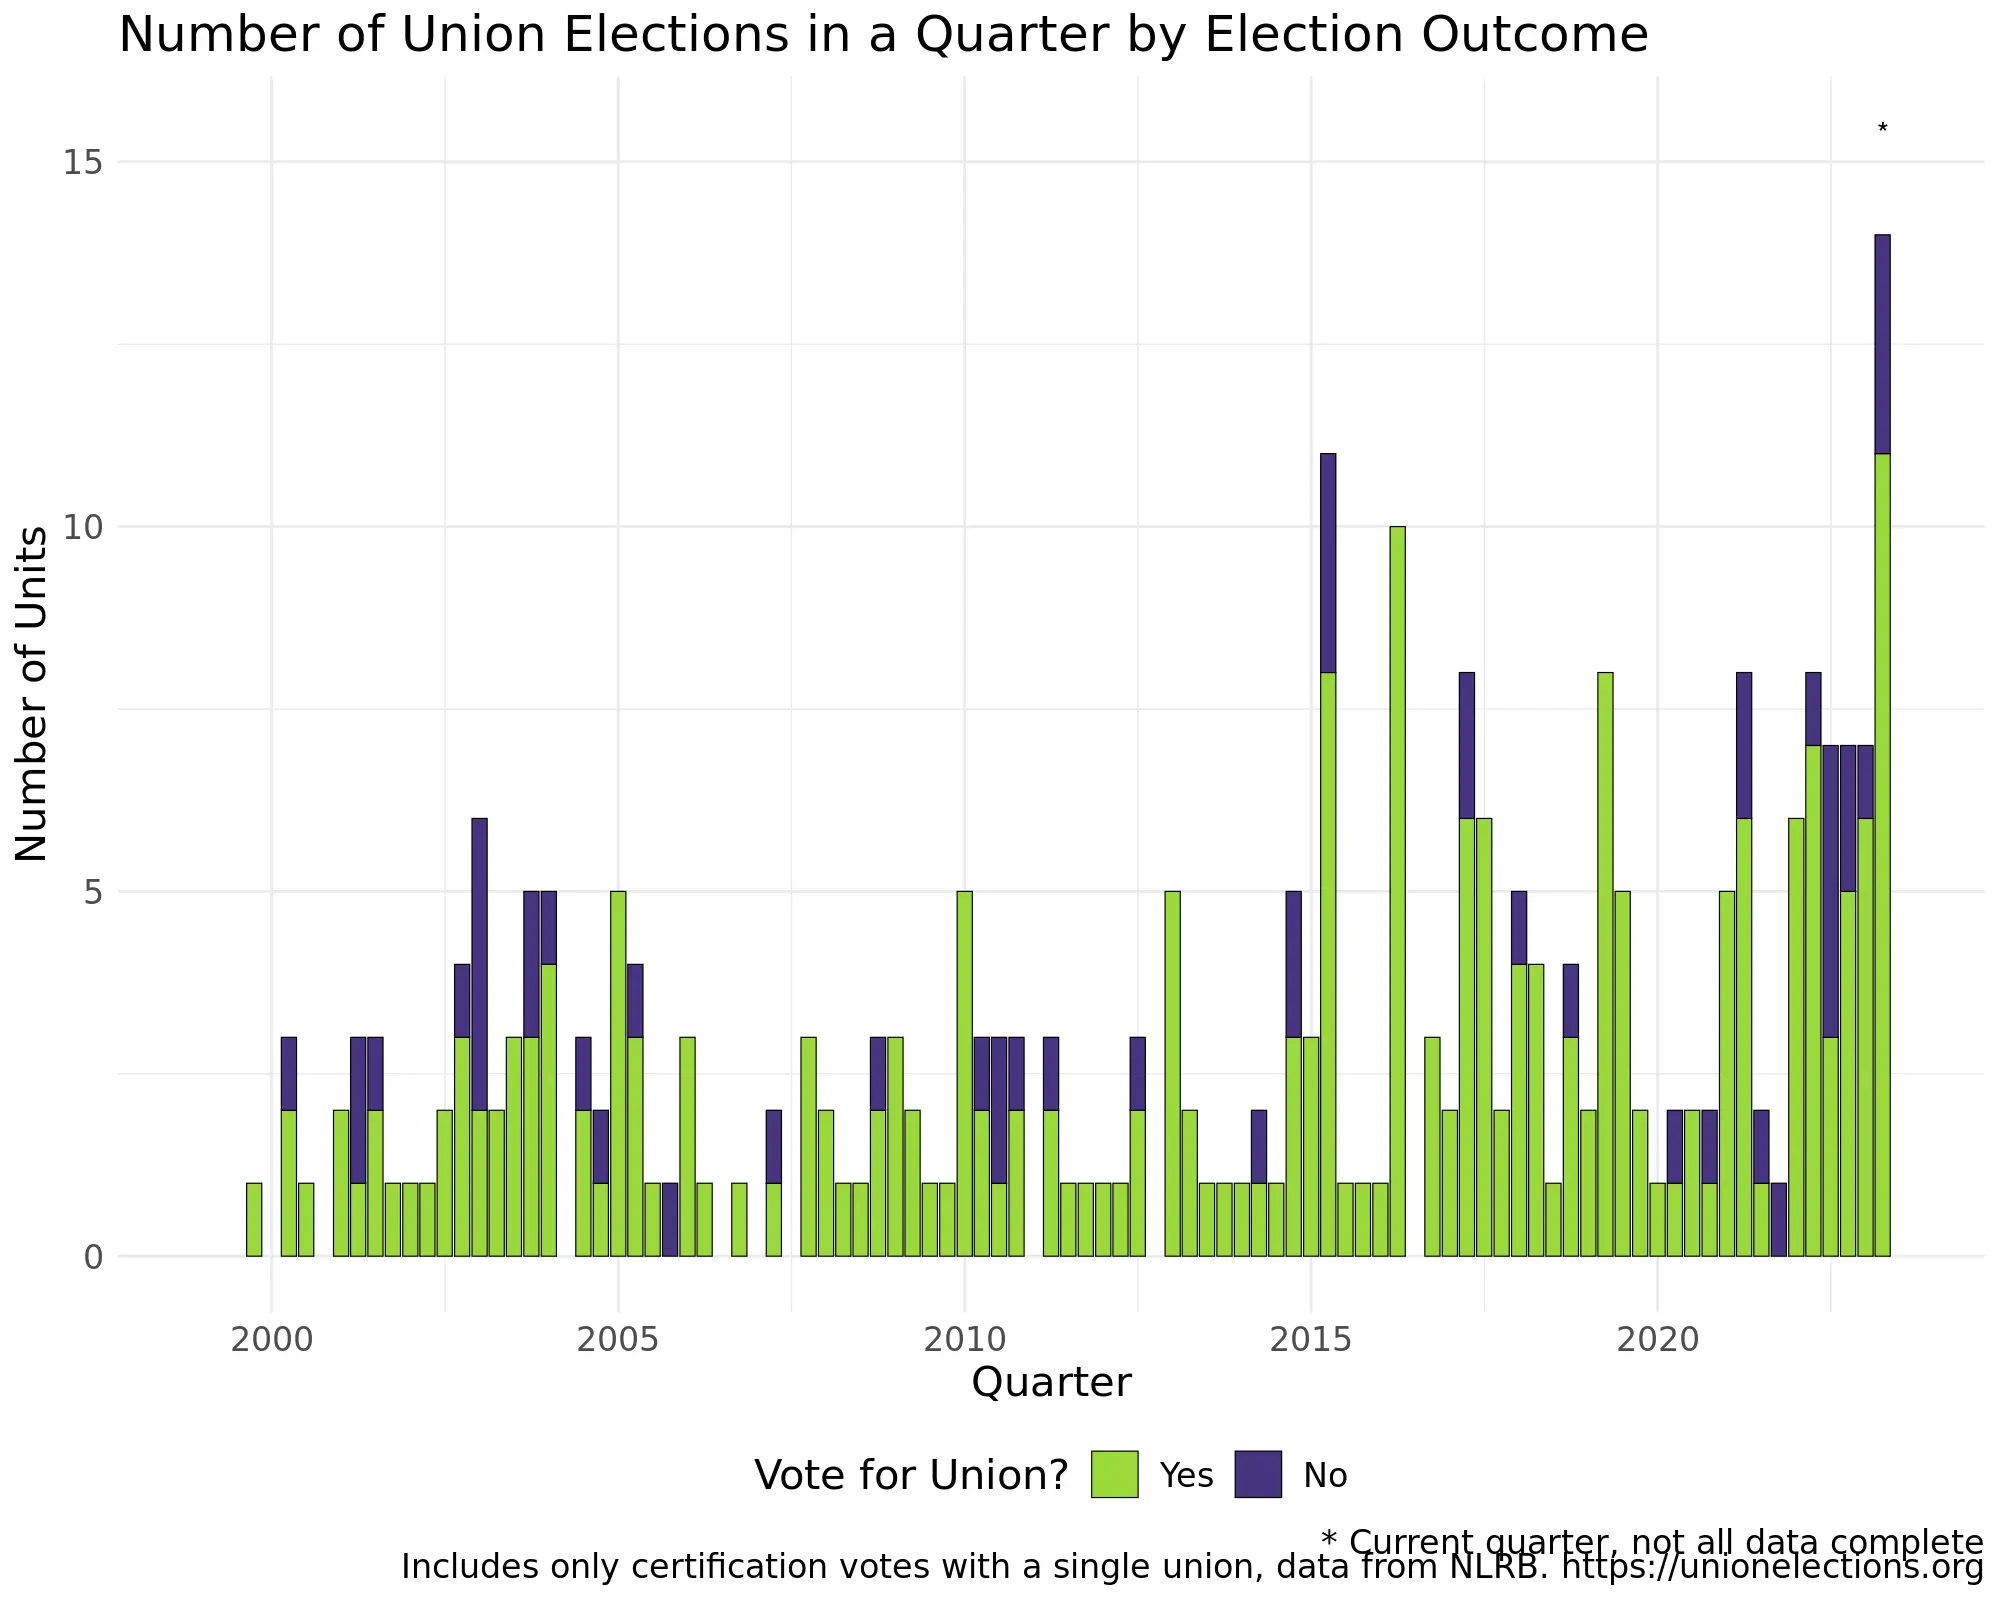 Number of Union Elections in a Quarter by Election Outcome
*
15
10
5
0
Number of Units
2000 2005 2010 2015 2020
Quarter
Vote for Union? Yes No
* Current quarter, not all data complete
Includes only certification votes with a single union, data from NLRB. https://unionelections.org